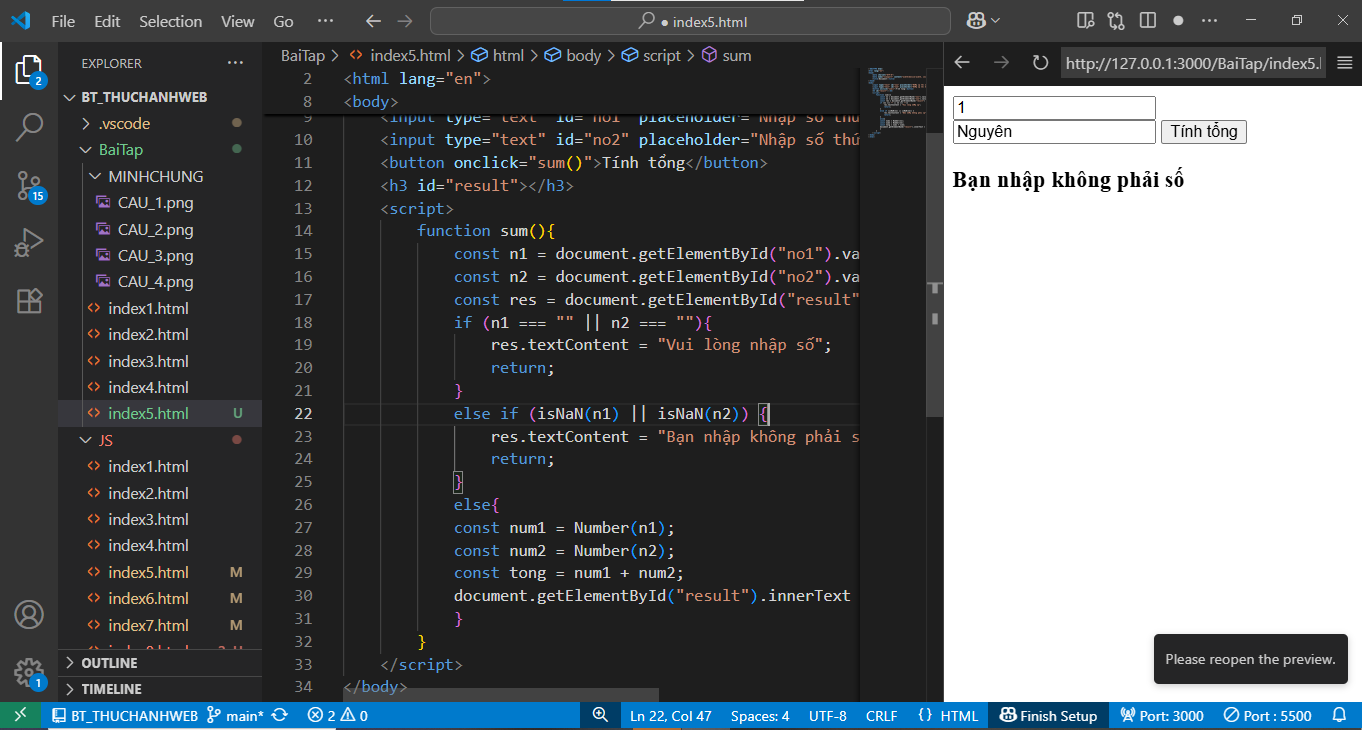 File Edit Selection View Go ··· ● index5.html
EXPLORER ···
BT_THUCHANHWEB
.vscode
BaiTap
MINHCHUNG
CAU_1.png
CAU_2.png
CAU_3.png
CAU_4.png
index1.html
index2.html
index3.html
index4.html
index5.html U
JS
index1.html
index2.html
index3.html
index4.html
index5.html M
index6.html M
index7.html M
OUTLINE
TIMELINE
2
15
1
BaiTap > index5.html > html > body > script > sum
2 <html lang="en">
8 <body>
9 <input type="text" id="no1" placeholder="Nhập số thứ
10 <input type="text" id="no2" placeholder="Nhập số thứ
11 <button onclick="sum()">Tính tổng</button>
12 <h3 id="result"></h3>
13 <script>
14 function sum(){
15 const n1 = document.getElementById("no1").va
16 const n2 = document.getElementById("no2").va
17 const res = document.getElementById("result"
18 if (n1 === "" || n2 === ""){
19 res.textContent = "Vui lòng nhập số";
20 return;
21 }
22 else if (isNaN(n1) || isNaN(n2)) {
23 res.textContent = "Bạn nhập không phải s
24 return;
25 }
26 else{
27 const num1 = Number(n1);
28 const num2 = Number(n2);
29 const tong = num1 + num2;
30 document.getElementById("result").innerText
31 }
32 }
33 </script>
34 </body>
http://127.0.0.1:3000/BaiTap/index5.
1
Nguyên Tính tổng
Bạn nhập không phải số
Please reopen the preview.
BT_THUCHANHWEB main* 2 0 Ln 22, Col 47 Spaces: 4 UTF-8 CRLF {} HTML Finish Setup Port: 3000 Port : 5500